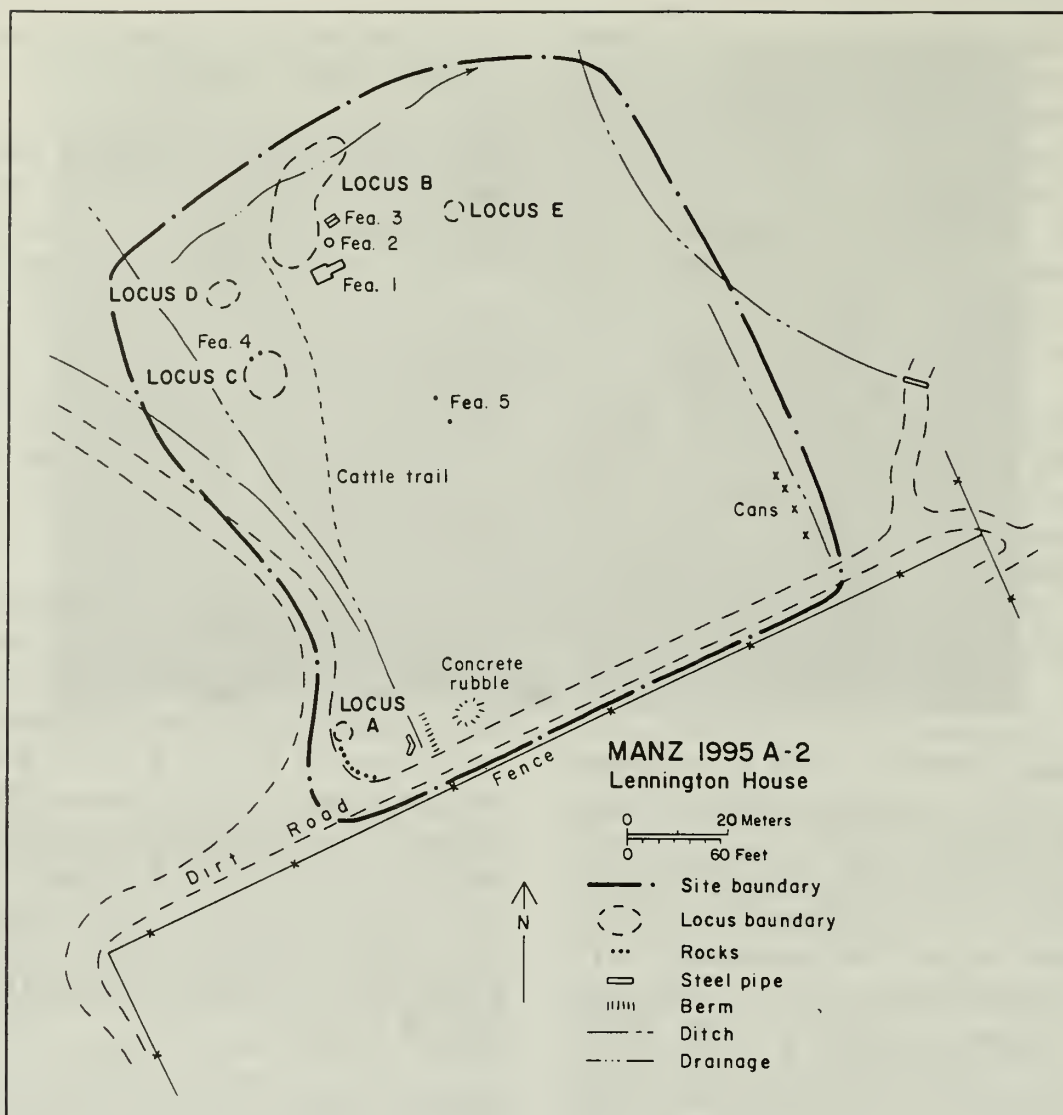 LOCUS B
LOCUS E
Fea. 3
Fea. 2
Fea. 1
LOCUS D
Fea. 4
LOCUS C
Fea. 5
Cattle trail
Cans
Concrete
rubble
LOCUS
A
Dirt Road
Fence
MANZ 1995 A-2
Lennington House
0 20 Meters
0 60 Feet
N
Site boundary
Locus boundary
Rocks
Steel pipe
Berm
Ditch
Drainage